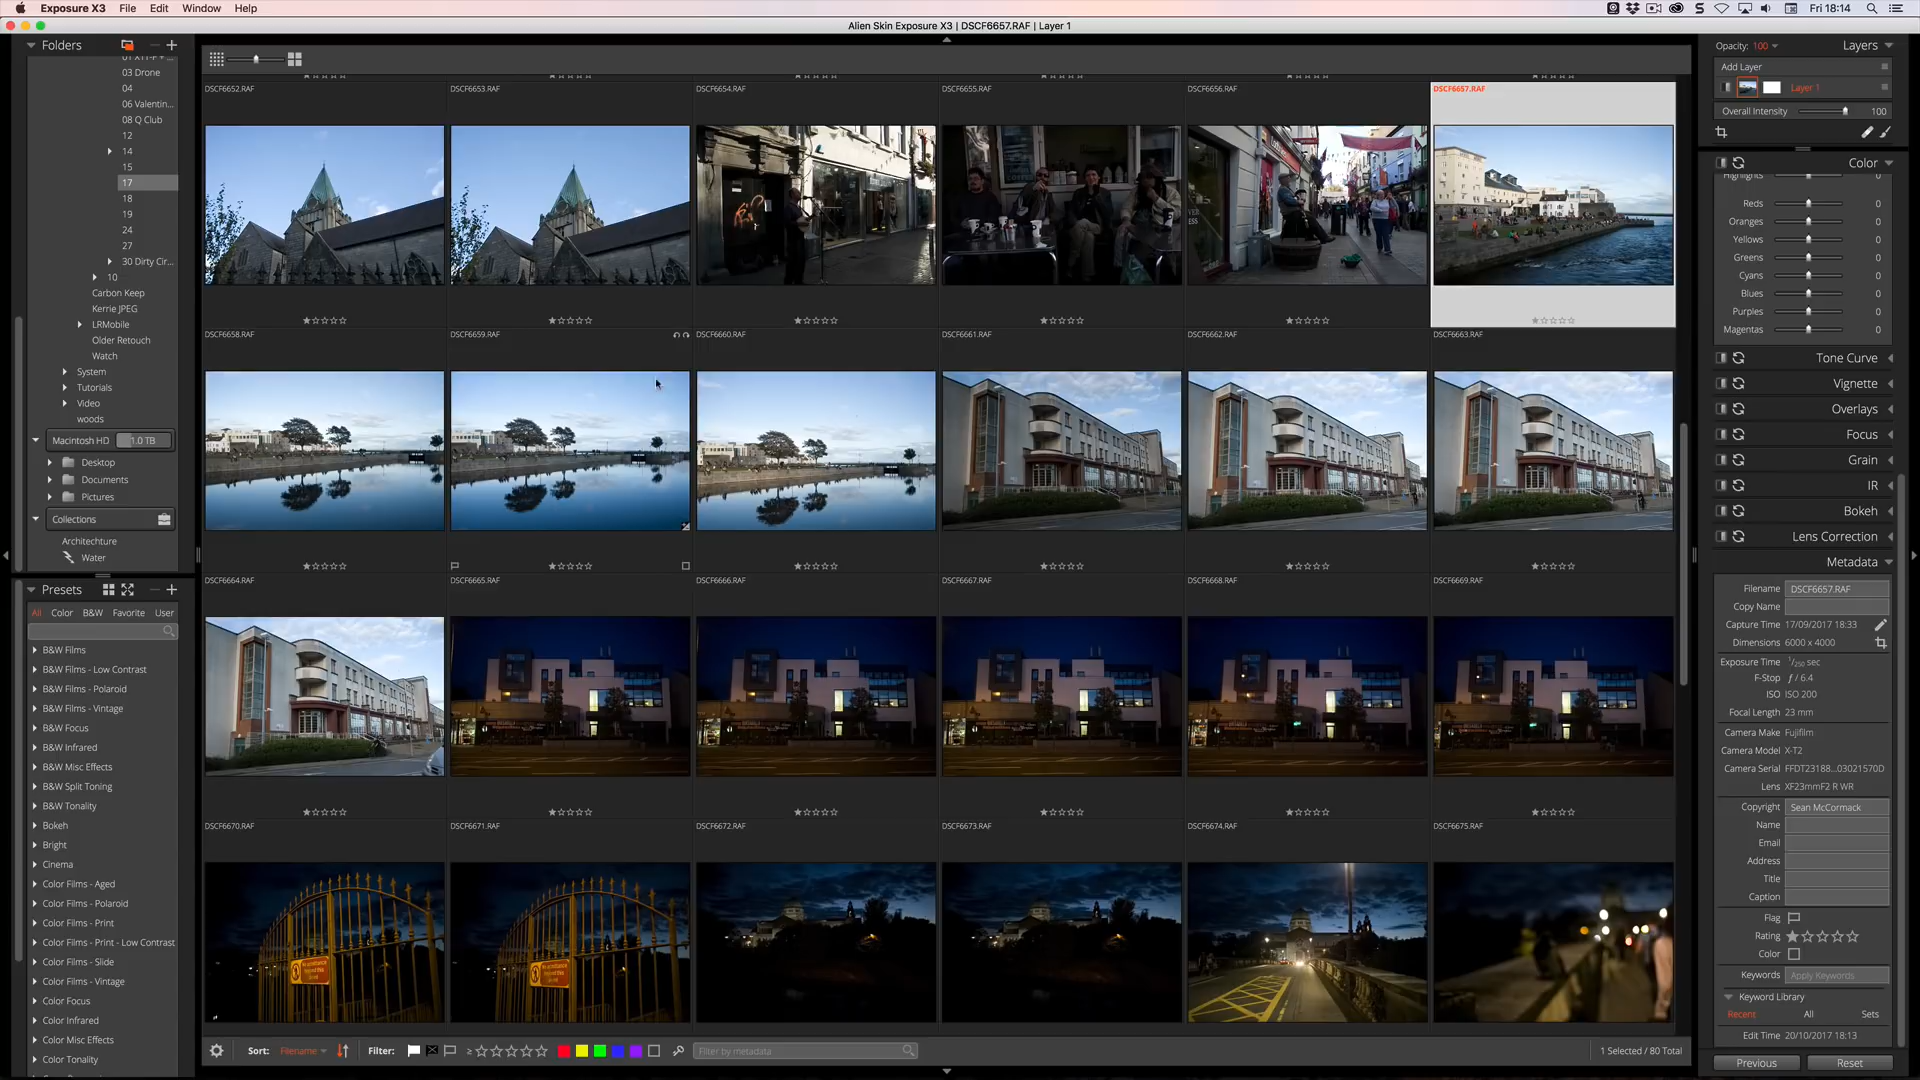 Exposure X3 File Edit Window Help
Fri 18:14
Alien Skin Exposure X3 | DSCF6657.RAF | Layer 1
Folders
03 Drone
04
06 Valentin...
08 Q Club
12
14
15
17
18
19
24
27
30 Dirty Cir...
10
Carbon Keep
Kerrie JPEG
LRMobile
Older Retouch
Watch
System
Tutorials
Video
woods
Macintosh HD 1.0 TB
Desktop
Documents
Pictures
Collections
Architechture
Water
Presets
All Color B&W Favorite User
B&W Films
B&W Films - Low Contrast
B&W Films - Polaroid
B&W Films - Vintage
B&W Focus
B&W Infrared
B&W Misc Effects
B&W Split Toning
B&W Tonality
Bokeh
Bright
Cinema
Color Films - Aged
Color Films - Polaroid
Color Films - Print
Color Films - Print - Low Contrast
Color Films - Slide
Color Films - Vintage
Color Focus
Color Infrared
Color Misc Effects
Color Tonality
DSCF6652.RAF DSCF6653.RAF DSCF6654.RAF DSCF6655.RAF DSCF6656.RAF DSCF6657.RAF
DSCF6658.RAF DSCF6659.RAF DSCF6660.RAF DSCF6661.RAF DSCF6662.RAF DSCF6663.RAF
DSCF6664.RAF DSCF6665.RAF DSCF6666.RAF DSCF6667.RAF DSCF6668.RAF DSCF6669.RAF
DSCF6670.RAF DSCF6671.RAF DSCF6672.RAF DSCF6673.RAF DSCF6674.RAF DSCF6675.RAF
Sort: Filename Filter: ≥ Filter by metadata 1 Selected / 80 Total
Opacity: 100 Layers
Add Layer
Layer 1
Overall Intensity 100
Color
Highlights 0
Reds 0
Oranges 0
Yellows 0
Greens 0
Cyans 0
Blues 0
Purples 0
Magentas 0
Tone Curve
Vignette
Overlays
Focus
Grain
IR
Bokeh
Lens Correction
Metadata
Filename DSCF6657.RAF
Copy Name
Capture Time 17/09/2017 18:33
Dimensions 6000 x 4000
Exposure Time 1/250 sec
F-Stop ƒ / 6.4
ISO ISO 200
Focal Length 23 mm
Camera Make Fujifilm
Camera Model X-T2
Camera Serial FFDT23188...03021570D
Lens XF23mmF2 R WR
Copyright Sean McCormack
Name
Email
Address
Title
Caption
Flag
Rating
Color
Keywords Apply Keywords
Keyword Library
Recent All Sets
Edit Time 20/10/2017 18:13
Previous Reset